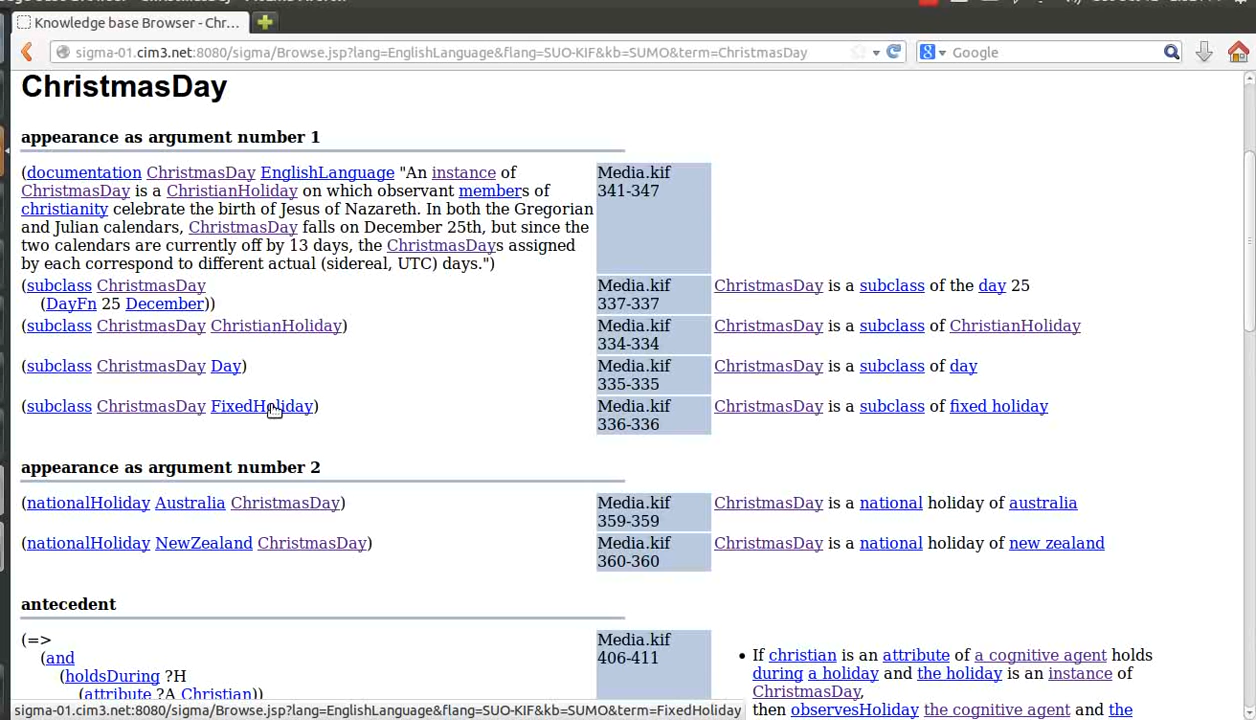 Knowledge base Browser - Chr...
sigma-01.cim3.net:8080/sigma/Browse.jsp?lang=EnglishLanguage&flang=SUO-KIF&kb=SUMO&term=ChristmasDay
Google
ChristmasDay
appearance as argument number 1
(documentation ChristmasDay EnglishLanguage "An instance of
ChristmasDay is a ChristianHoliday on which observant members of
christianity celebrate the birth of Jesus of Nazareth. In both the Gregorian
and Julian calendars, ChristmasDay falls on December 25th, but since the
two calendars are currently off by 13 days, the ChristmasDays assigned
by each correspond to different actual (sidereal, UTC) days.")
Media.kif
341-347
(subclass ChristmasDay
(DayFn 25 December))
Media.kif
337-337
ChristmasDay is a subclass of the day 25
(subclass ChristmasDay ChristianHoliday)
Media.kif
334-334
ChristmasDay is a subclass of ChristianHoliday
(subclass ChristmasDay Day)
Media.kif
335-335
ChristmasDay is a subclass of day
(subclass ChristmasDay FixedHoliday)
Media.kif
336-336
ChristmasDay is a subclass of fixed holiday
appearance as argument number 2
(nationalHoliday Australia ChristmasDay)
Media.kif
359-359
ChristmasDay is a national holiday of australia
(nationalHoliday NewZealand ChristmasDay)
Media.kif
360-360
ChristmasDay is a national holiday of new zealand
antecedent
(=>
(and
(holdsDuring ?H
(attribute ?A Christian))
Media.kif
406-411
If christian is an attribute of a cognitive agent holds
during a holiday and the holiday is an instance of
ChristmasDay,
then observesHoliday the cognitive agent and the
sigma-01.cim3.net:8080/sigma/Browse.jsp?lang=EnglishLanguage&flang=SUO-KIF&kb=SUMO&term=FixedHoliday